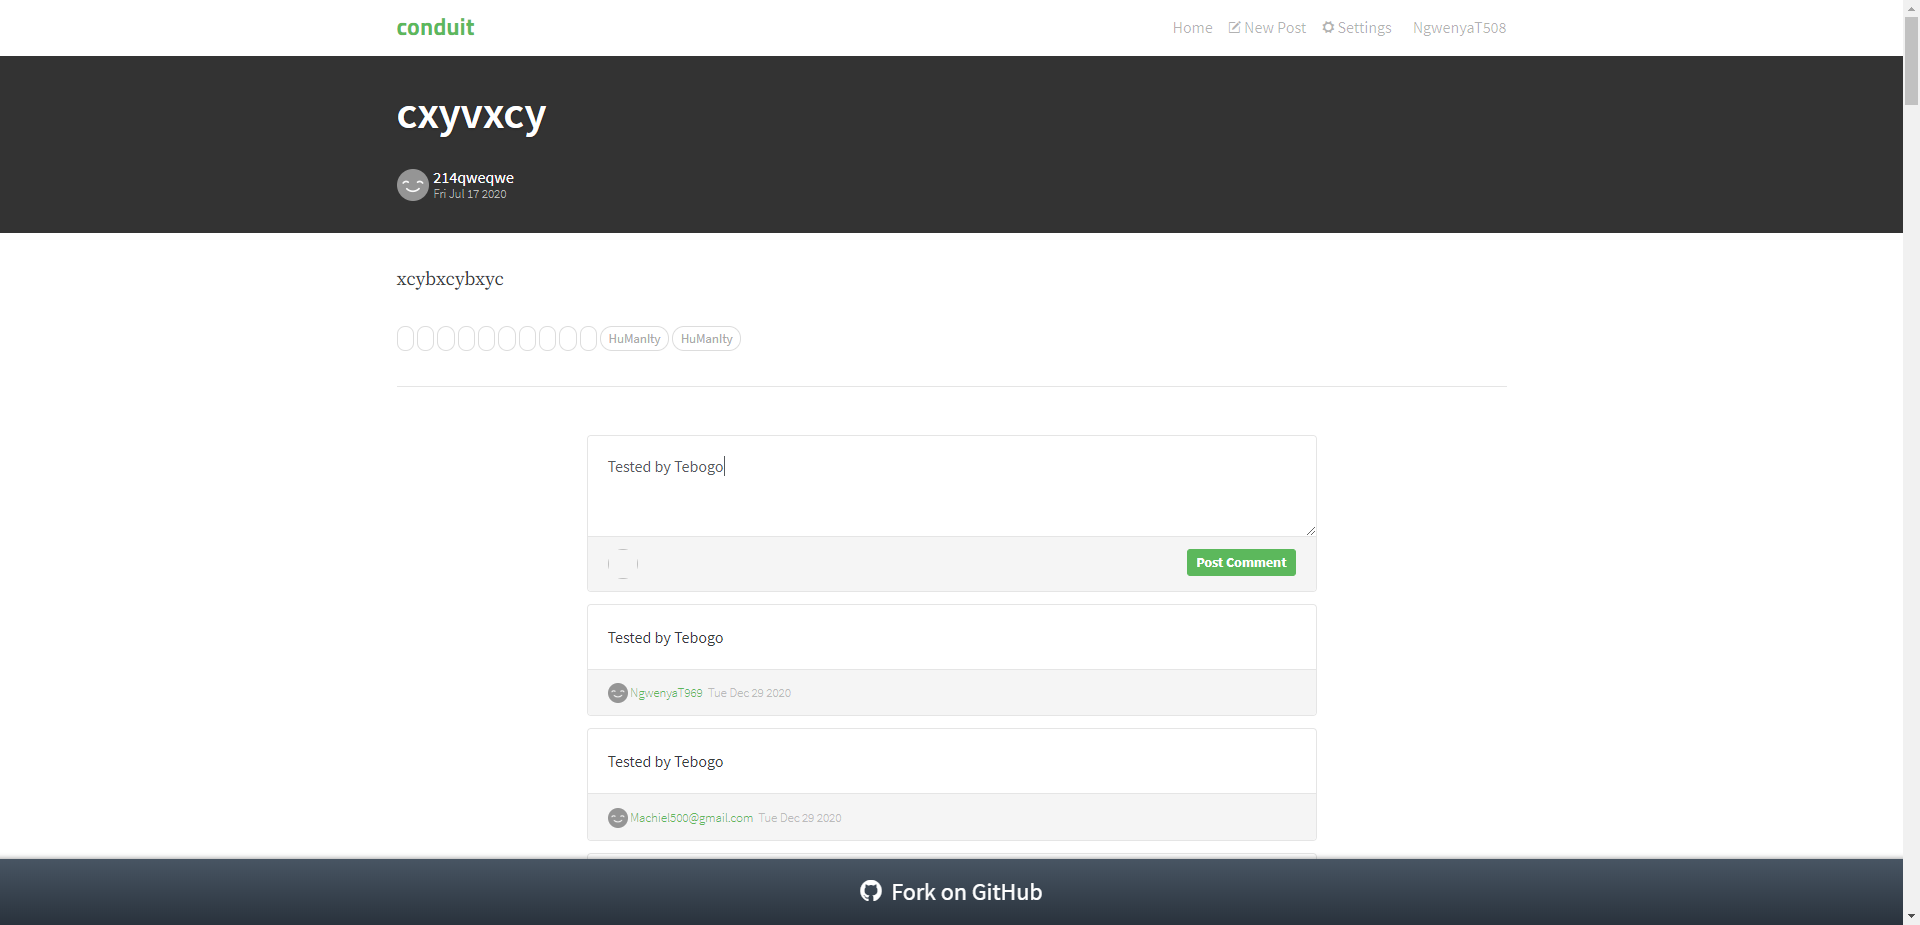 conduit
Home New Post Settings NgwenyaT508
cxyvxcy
214qweqwe
Fri Jul 17 2020
xcybxcybxyc
HuManIty HuManIty
Tested by Tebogo
Post Comment
Tested by Tebogo
NgwenyaT969 Tue Dec 29 2020
Tested by Tebogo
Machiel500@gmail.com Tue Dec 29 2020
Fork on GitHub